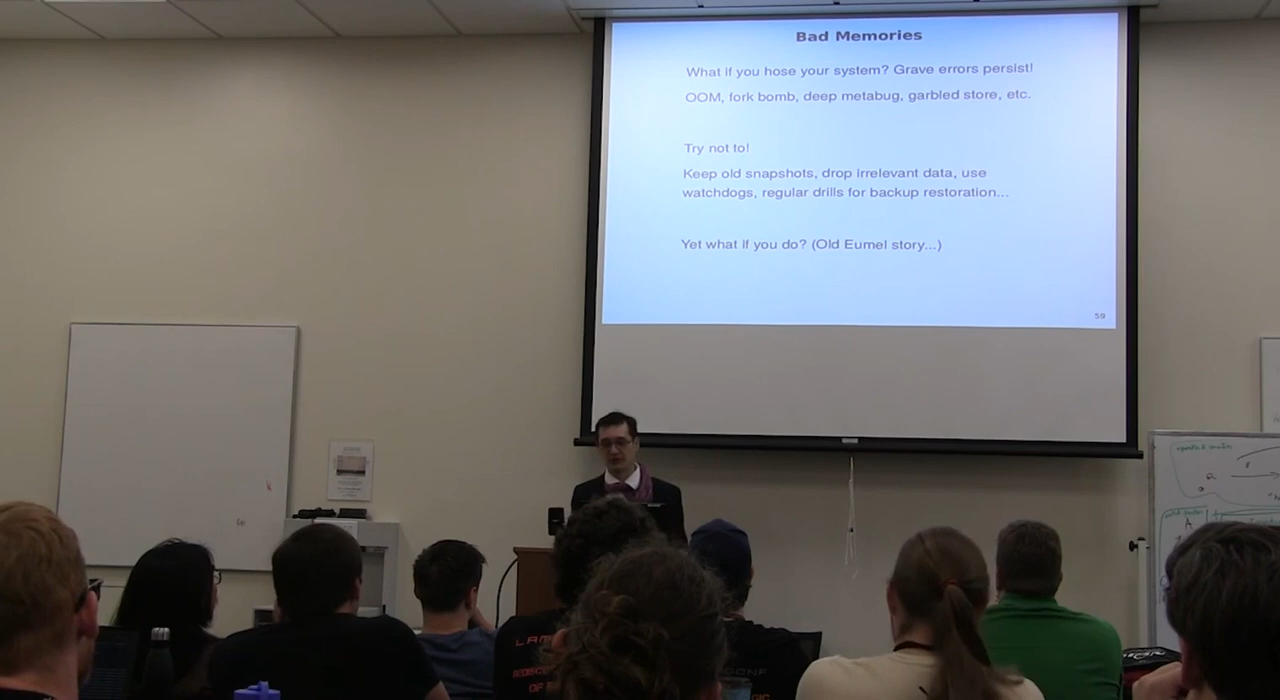 Bad Memories
What if you hose your system? Grave errors persist!
OOM, fork bomb, deep metabug, garbled store, etc.
Try not to!
Keep old snapshots, drop irrelevant data, use
watchdogs, regular drills for backup restoration...
Yet what if you do? (Old Eumel story...)
59